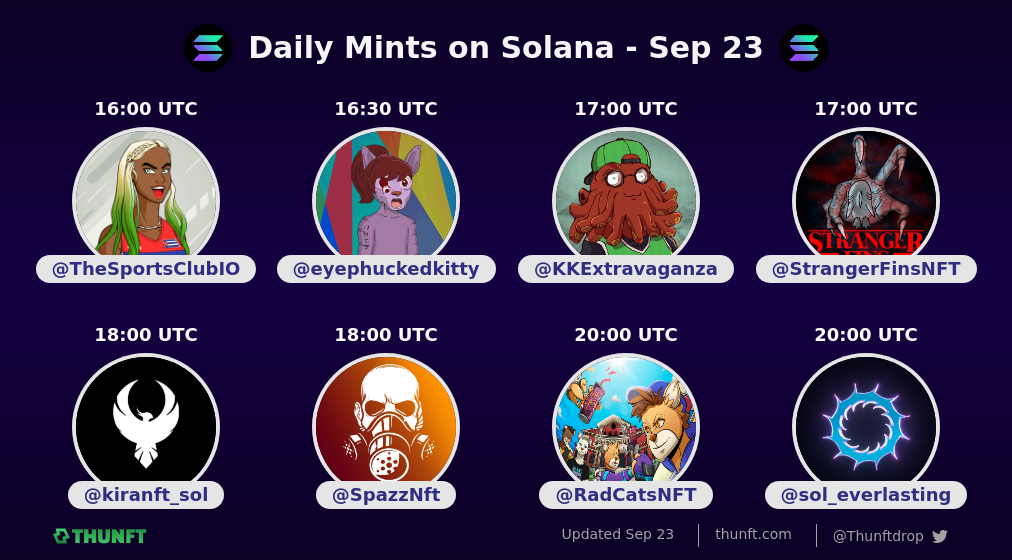 Daily Mints on Solana - Sep 23
16:00 UTC
16:30 UTC
17:00 UTC
17:00 UTC
STRANGER
FINS
@TheSportsClubIO
@eyephuckedkitty
@KKExtravaganza
@StrangerFinsNFT
18:00 UTC
18:00 UTC
20:00 UTC
20:00 UTC
@kiranft_sol
@SpazzNft
@RadCatsNFT
@sol_everlasting
THUNFT
Updated Sep 23
thunft.com
@Thunftdrop